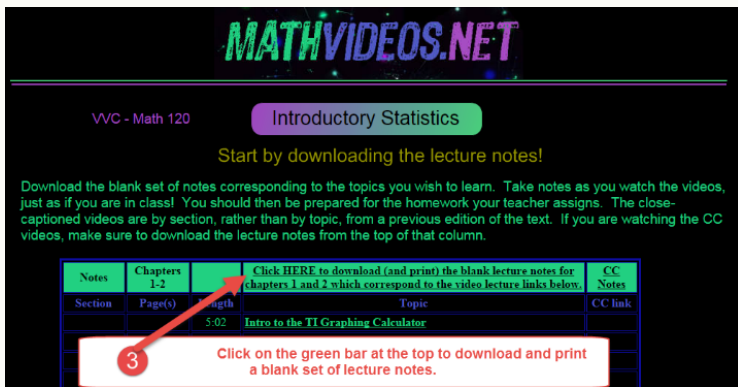 MATHVIDEOS.NET
VVC - Math 120
Introductory Statistics
Start by downloading the lecture notes!
Download the blank set of notes corresponding to the topics you wish to learn. Take notes as you watch the videos,
just as if you are in class! You should then be prepared for the homework your teacher assigns. The close-
captioned videos are by section, rather than by topic, from a previous edition of the text. If you are watching the CC
videos, make sure to download the lecture notes from the top of that column.
Notes Chapters 1-2 Click HERE to download (and print) the blank lecture notes for CC
chapters 1 and 2 which correspond to the video lecture links below. Notes
Section Page(s) Topic CC link
5:02 Intro to the TI Graphing Calculator
3 Click on the green bar at the top to download and print
a blank set of lecture notes.